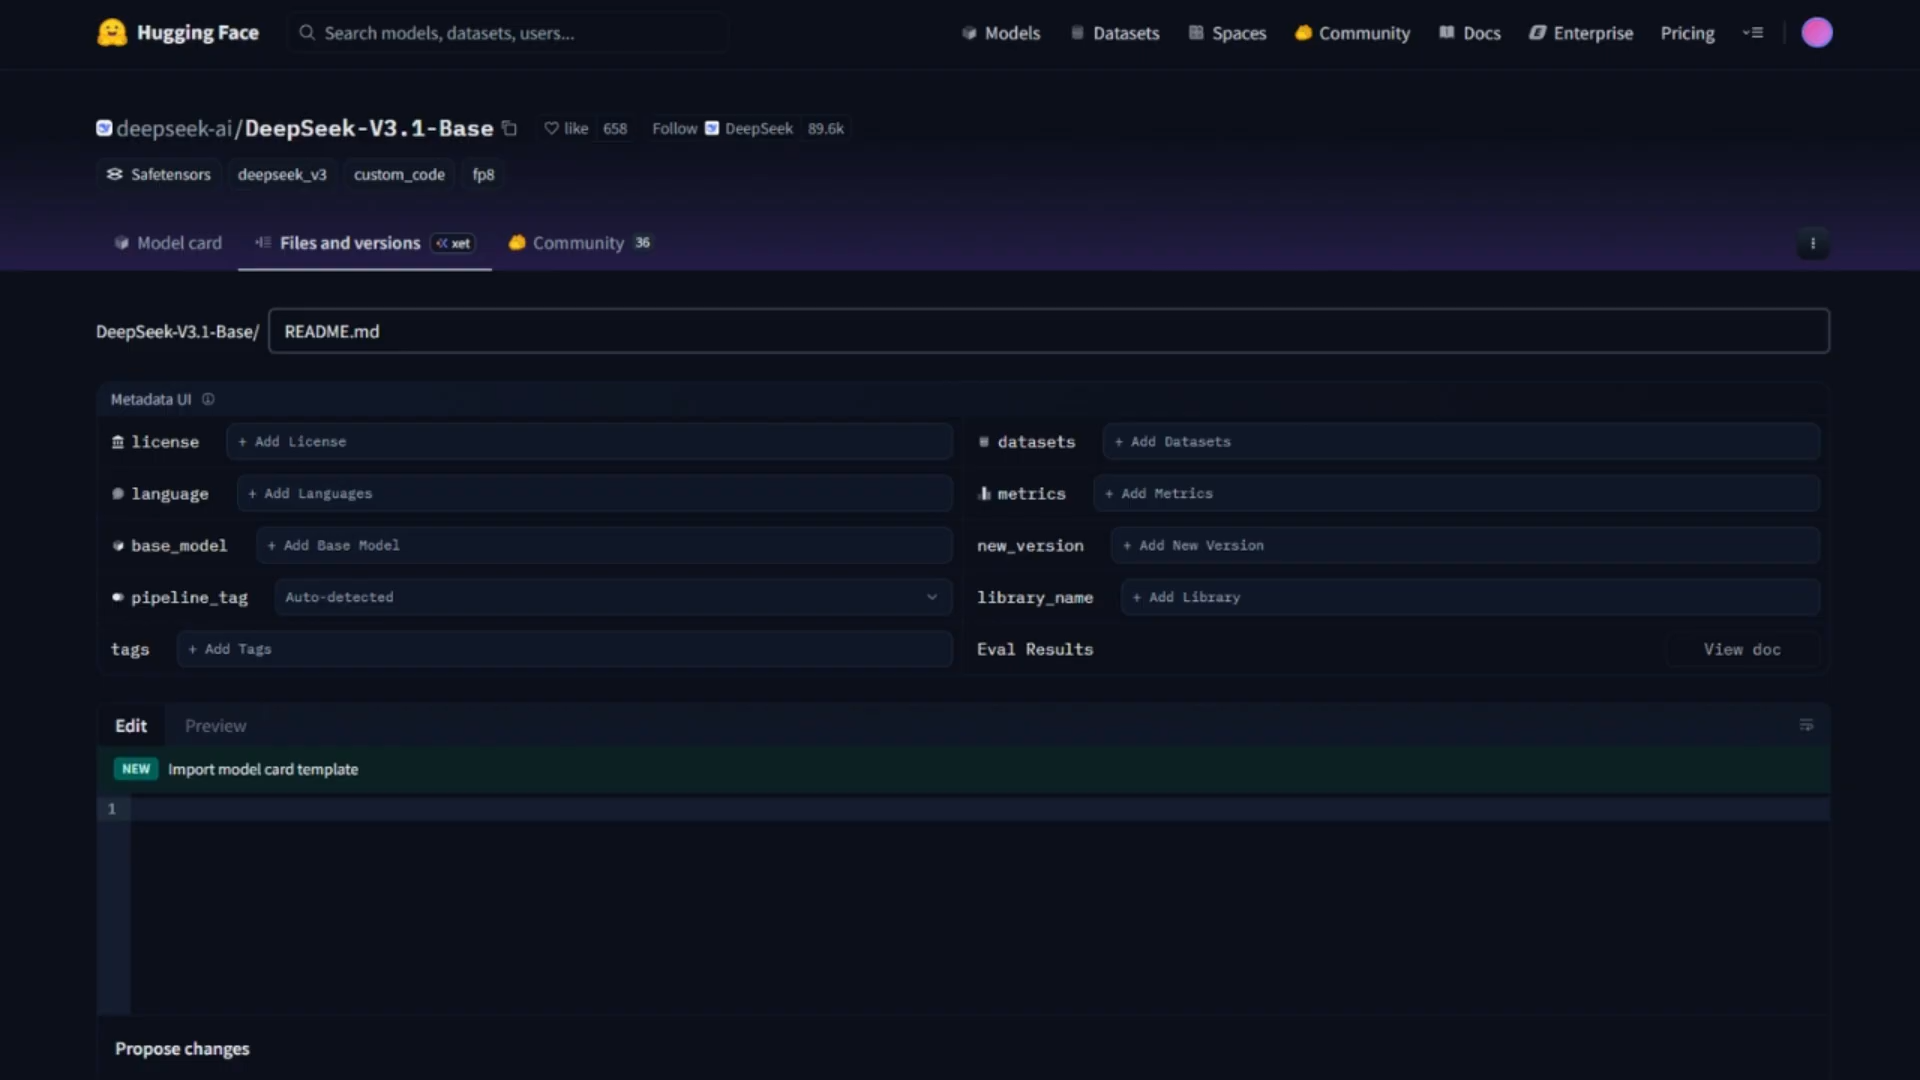 Hugging Face
Search models, datasets, users...
Models
Datasets
Spaces
Community
Docs
Enterprise
Pricing
deepseek-ai/DeepSeek-V3.1-Base
like 658
Follow DeepSeek 89.6k
Safetensors
deepseek_v3
custom_code
fp8
Model card
Files and versions xet
Community 36
DeepSeek-V3.1-Base/ README.md
Metadata UI
license + Add License
datasets + Add Datasets
language + Add Languages
metrics + Add Metrics
base_model + Add Base Model
new_version + Add New Version
pipeline_tag Auto-detected
library_name + Add Library
tags + Add Tags
Eval Results View doc
Edit Preview
NEW Import model card template
1
Propose changes